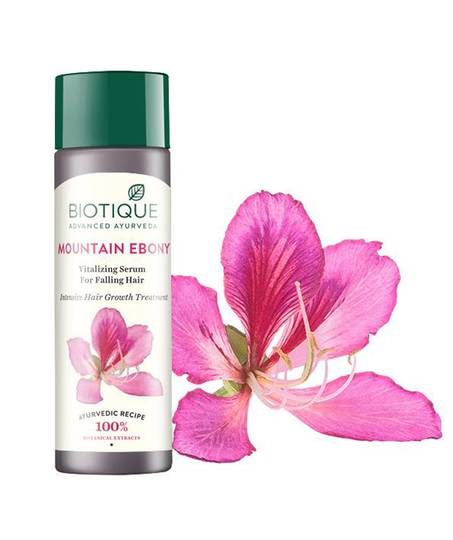 BIOTIQUE
ADVANCED AYURVEDA
MOUNTAIN EBONY
Vitalizing Serum
For Falling Hair
Intensive Hair Growth Treatment
AYURVEDIC RECIPE
100%
BOTANICAL EXTRACTS